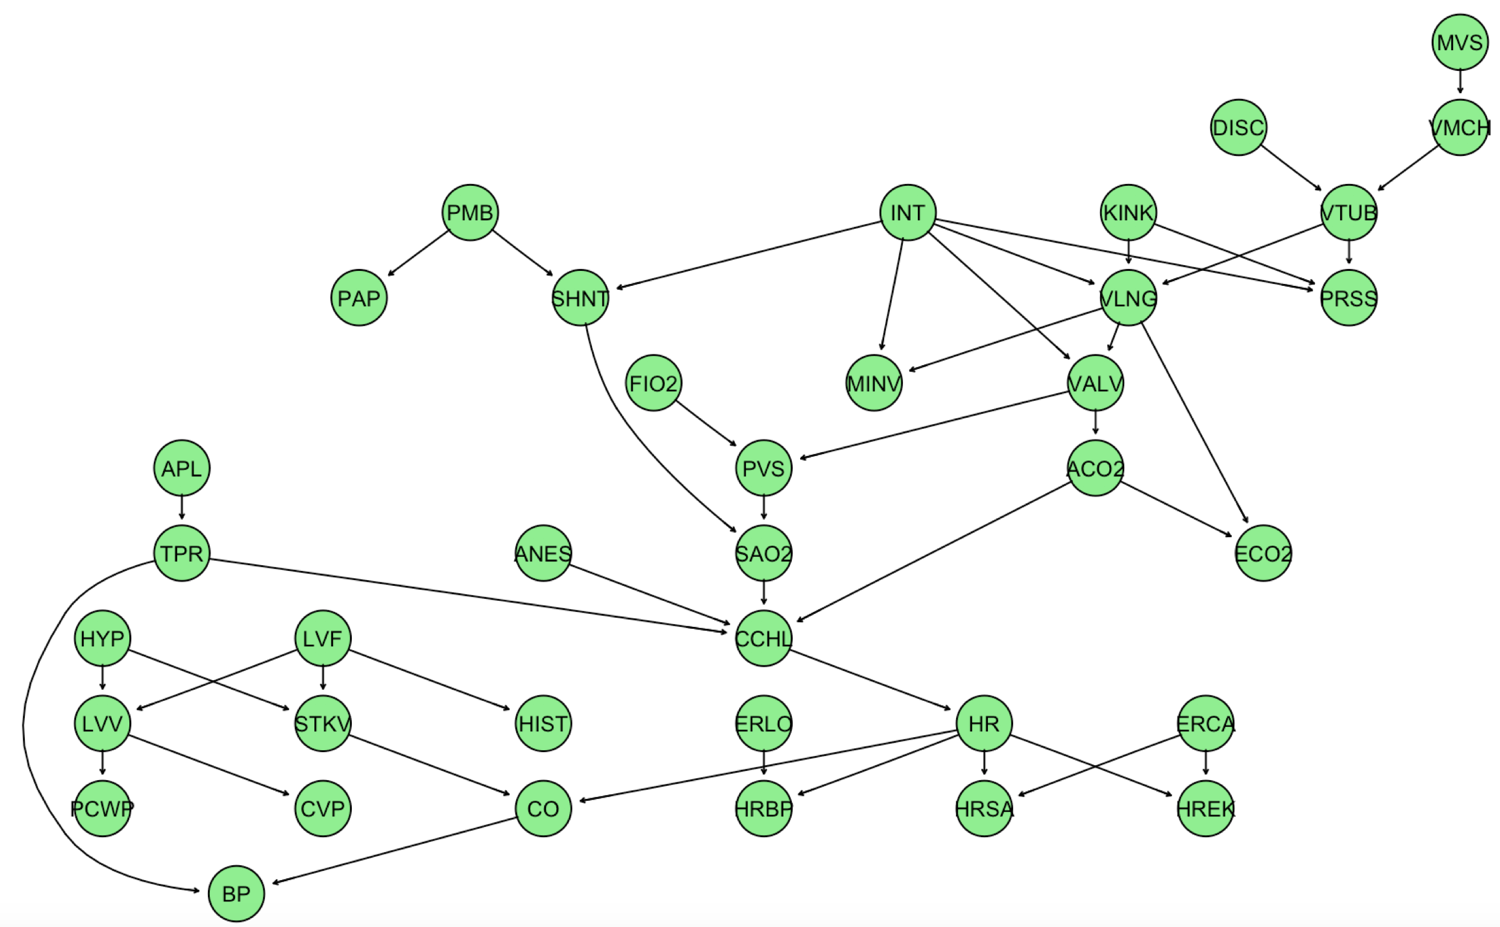 MVS
DISC
VMCH
PMB
INT
KINK
VTUB
PAP
SHNT
VLNG
PRSS
FIO2
MINV
VALV
APL
PVS
ACO2
TPR
ANES
SAO2
ECO2
HYP
LVF
CCHL
LVV
STKV
HIST
ERLO
HR
ERCA
PCWP
CVP
CO
HRBP
HRSA
HREK
BP